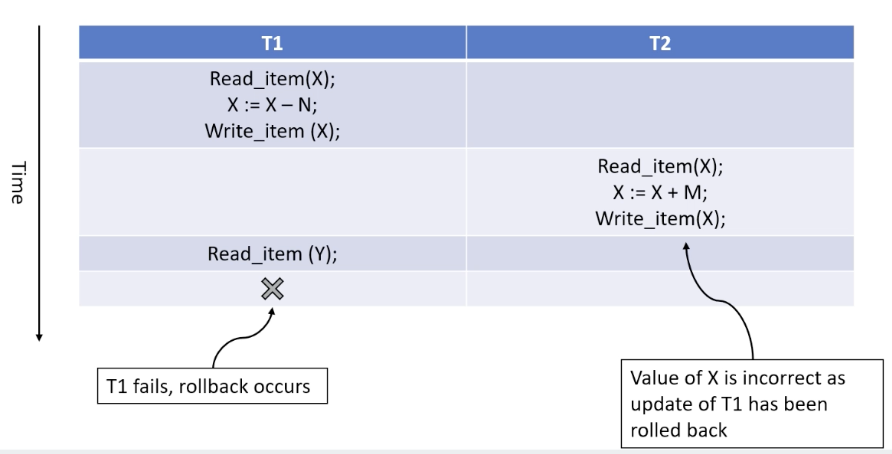 T1
T2
Read_item(X);
X := X – N;
Write_item (X);
Read_item(X);
X := X + M;
Write_item(X);
Read_item (Y);
Time
T1 fails, rollback occurs
Value of X is incorrect as
update of T1 has been
rolled back